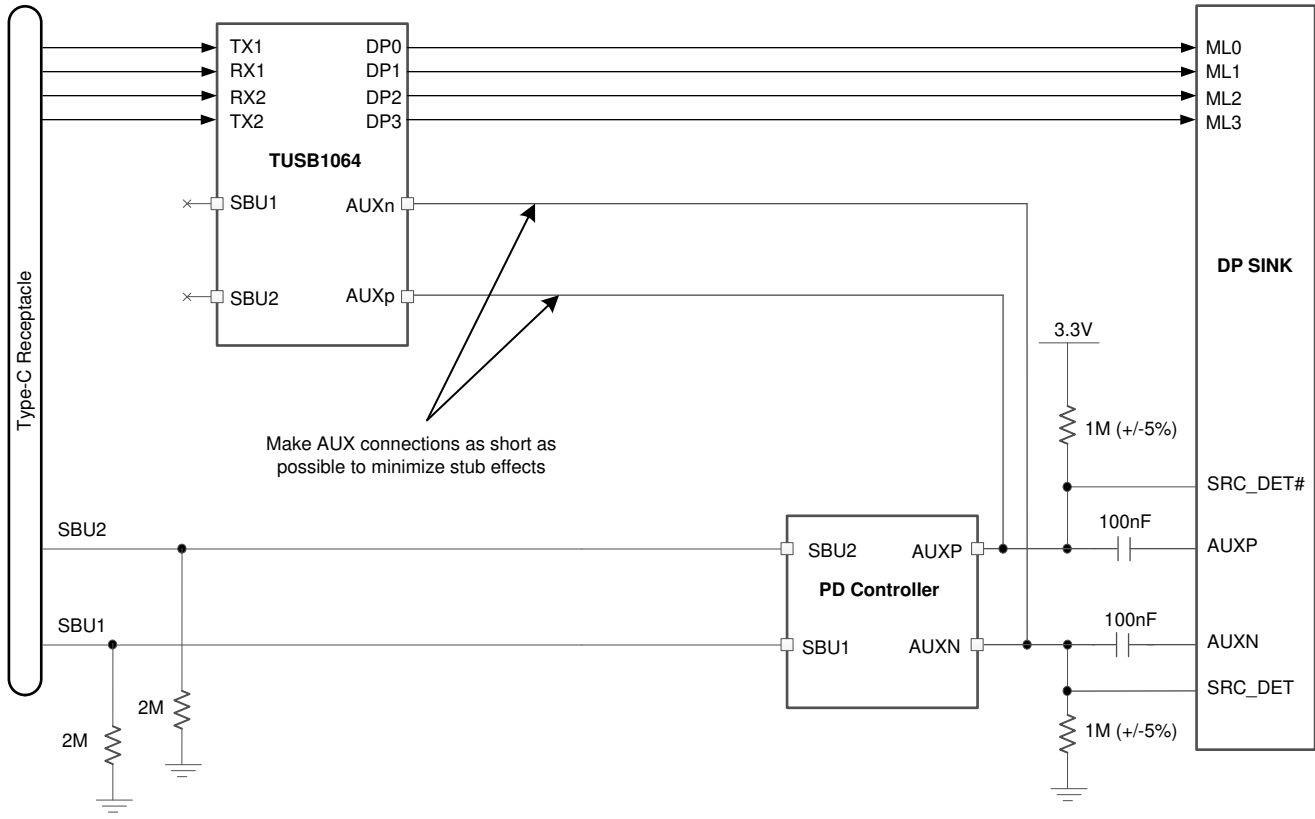 Type-C Receptacle
TX1
RX1
RX2
TX2
DP0
DP1
DP2
DP3
TUSB1064
SBU1
AUXn
SBU2
AUXp
ML0
ML1
ML2
ML3
DP SINK
3.3V
1M (+/-5%)
Make AUX connections as short as
possible to minimize stub effects
SRC_DET#
100nF
AUXP
SBU2
SBU2
AUXP
PD Controller
100nF
SBU1
SBU1
AUXN
AUXN
SRC_DET
1M (+/-5%)
2M
2M